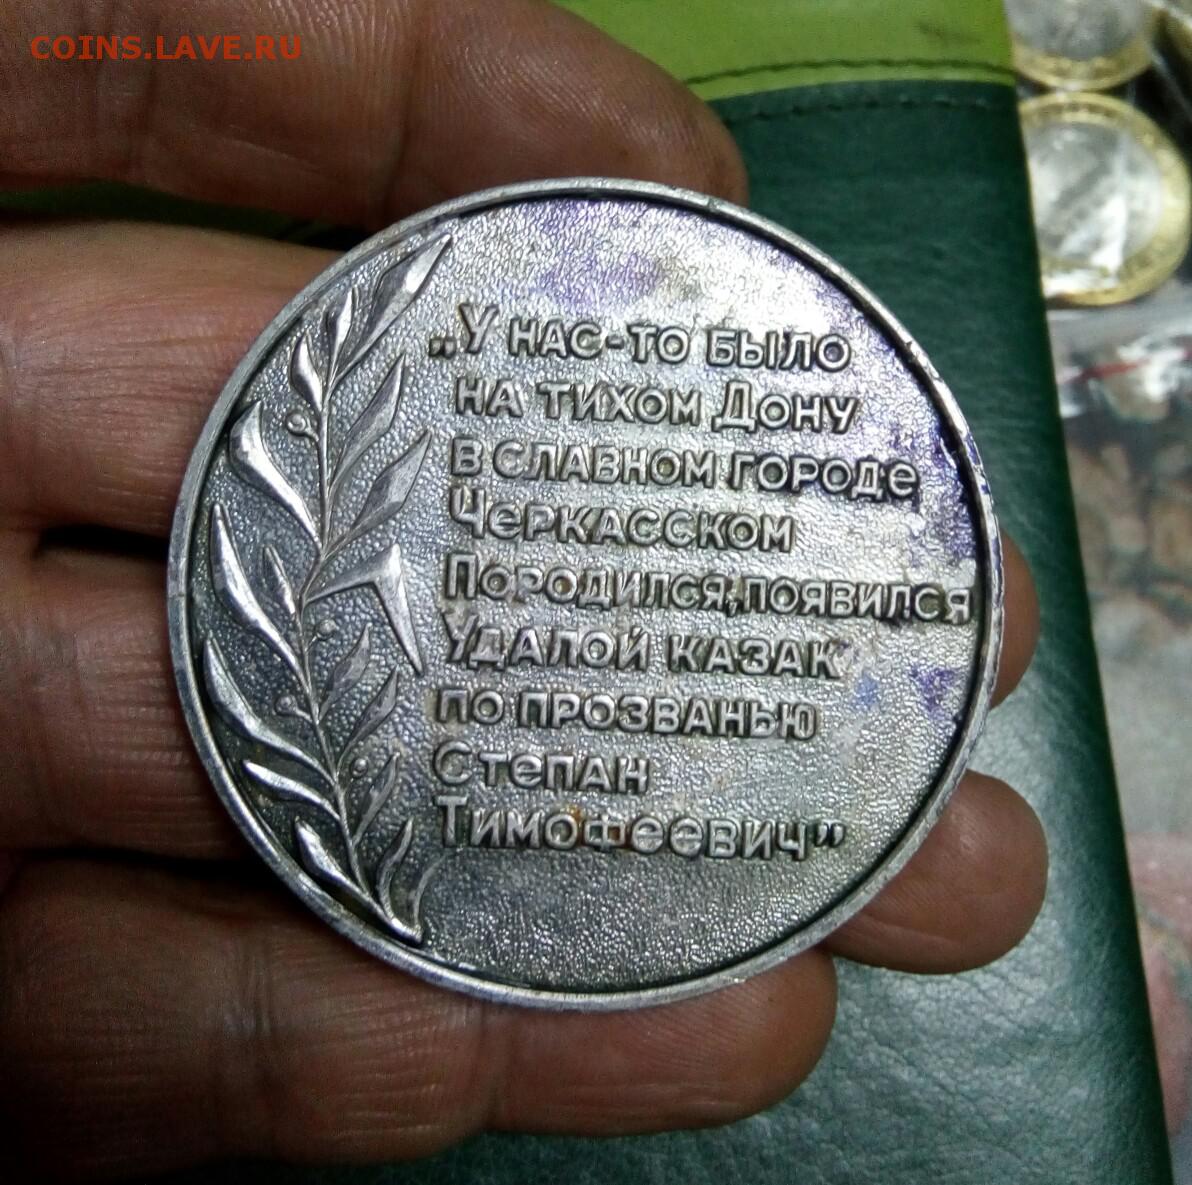 COINS.LAVE.RU
„У НАС-ТО БЫЛО
НА ТИХОМ ДОНУ
В СЛАВНОМ ГОРОДЕ
ЧЕРКАССКОМ
ПОРОДИЛСЯ, ПОЯВИЛСЯ
УДАЛОЙ КАЗАК
ПО ПРОЗВАНЬЮ
СТЕПАН
ТИМОФЕЕВИЧ”